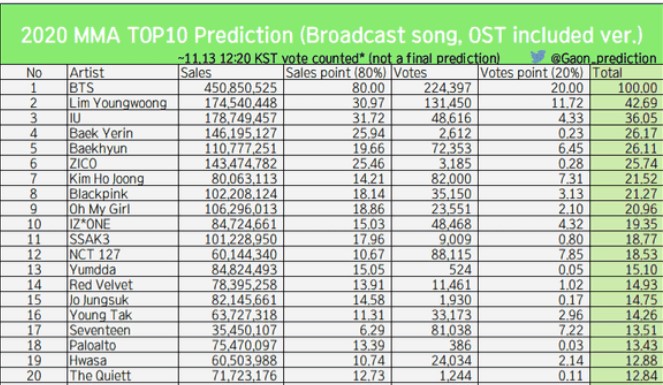 2020 MMA TOP10 Prediction (Broadcast song, OST included ver.)
~11.13 12:20 KST vote counted* (not a final prediction) @Gaon_prediction
No Artist Sales Sales point (80%) Votes Votes point (20%) Total
1 BTS 450,850,525 80.00 224,397 20.00 100.00
2 Lim Youngwoong 174,540,448 30.97 131,450 11.72 42.69
3 IU 178,749,457 31.72 48,616 4.33 36.05
4 Baek Yerin 146,195,127 25.94 2,612 0.23 26.17
5 Baekhyun 110,777,251 19.66 72,353 6.45 26.11
6 ZICO 143,474,782 25.46 3,185 0.28 25.74
7 Kim Ho Joong 80,063,113 14.21 82,000 7.31 21.52
8 Blackpink 102,208,124 18.14 35,150 3.13 21.27
9 Oh My Girl 106,296,013 18.86 23,551 2.10 20.96
10 IZ*ONE 84,724,661 15.03 48,468 4.32 19.35
11 SSAK3 101,228,950 17.96 9,009 0.80 18.77
12 NCT 127 60,144,340 10.67 88,115 7.85 18.53
13 Yumdda 84,824,493 15.05 524 0.05 15.10
14 Red Velvet 78,395,258 13.91 11,461 1.02 14.93
15 Jo Jungsuk 82,145,661 14.58 1,930 0.17 14.75
16 Young Tak 63,727,318 11.31 33,173 2.96 14.26
17 Seventeen 35,450,107 6.29 81,038 7.22 13.51
18 Paloalto 75,470,097 13.39 386 0.03 13.43
19 Hwasa 60,503,988 10.74 24,034 2.14 12.88
20 The Quiett 71,723,176 12.73 1,244 0.11 12.84